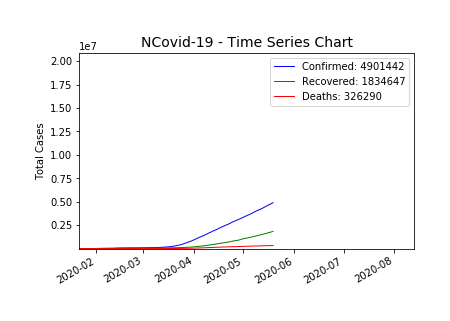 NCovid-19 - Time Series Chart
1e7
2.00
1.75
1.50
1.25
1.00
0.75
0.50
0.25
Total Cases
Confirmed: 4901442
Recovered: 1834647
Deaths: 326290
2020-02
2020-03
2020-04
2020-05
2020-06
2020-07
2020-08